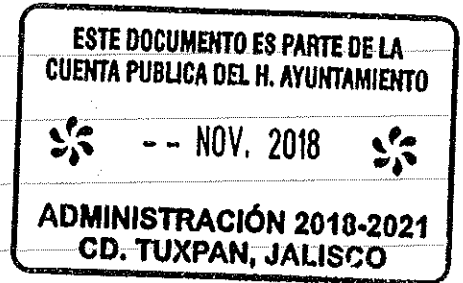 ESTE DOCUMENTO ES PARTE DE LA
CUENTA PUBLICA DEL H. AYUNTAMIENTO
-- NOV. 2018
ADMINISTRACIÓN 2018-2021
CD. TUXPAN, JALISCO